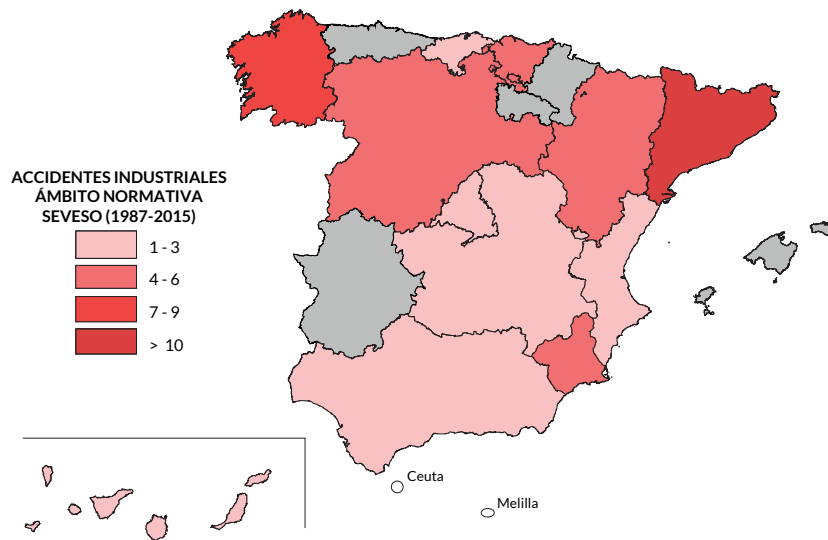 ACCIDENTES INDUSTRIALES
ÁMBITO NORMATIVA
SEVESO (1987-2015)
1 - 3
4 - 6
7 - 9
> 10
Ceuta
Melilla